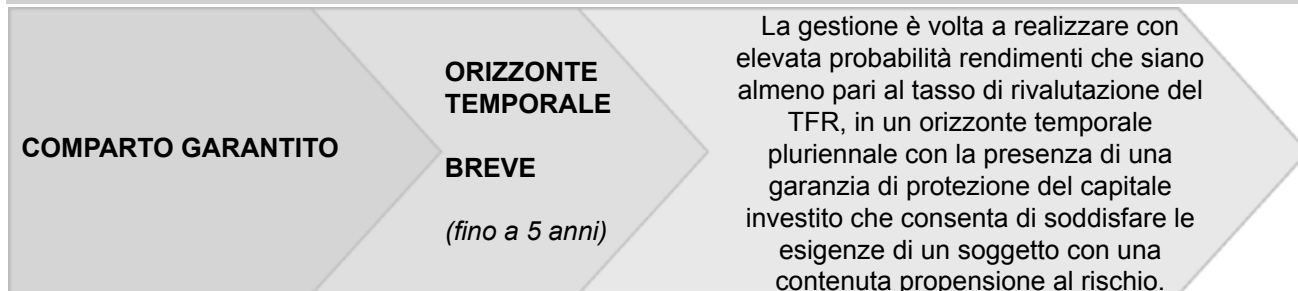 COMPARTO GARANTITO
ORIZZONTE
TEMPORALE
BREVE
(fino a 5 anni)
La gestione è volta a realizzare con
elevata probabilità rendimenti che siano
almeno pari al tasso di rivalutazione del
TFR, in un orizzonte temporale
pluriennale con la presenza di una
garanzia di protezione del capitale
investito che consenta di soddisfare le
esigenze di un soggetto con una
contenuta propensione al rischio.